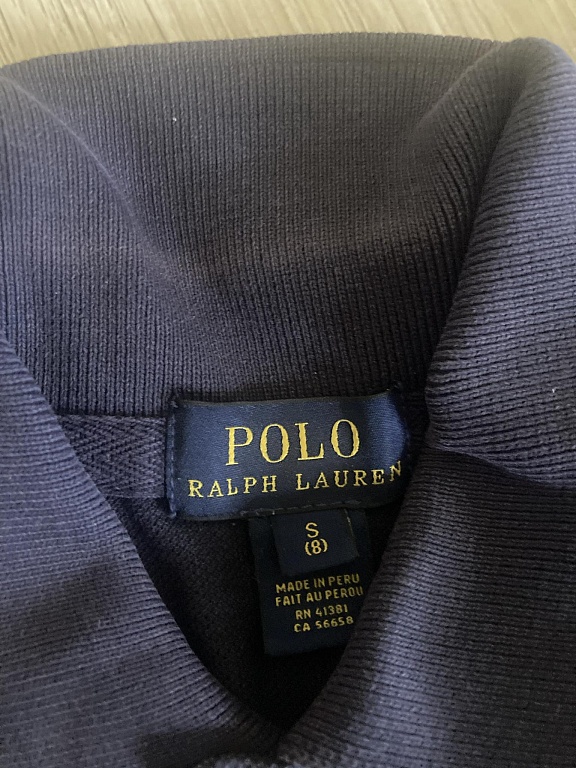 POLO
RALPH LAUREN
S
(8)
MADE IN PERU
FAIT AU PEROU
RN 41381
CA 56658